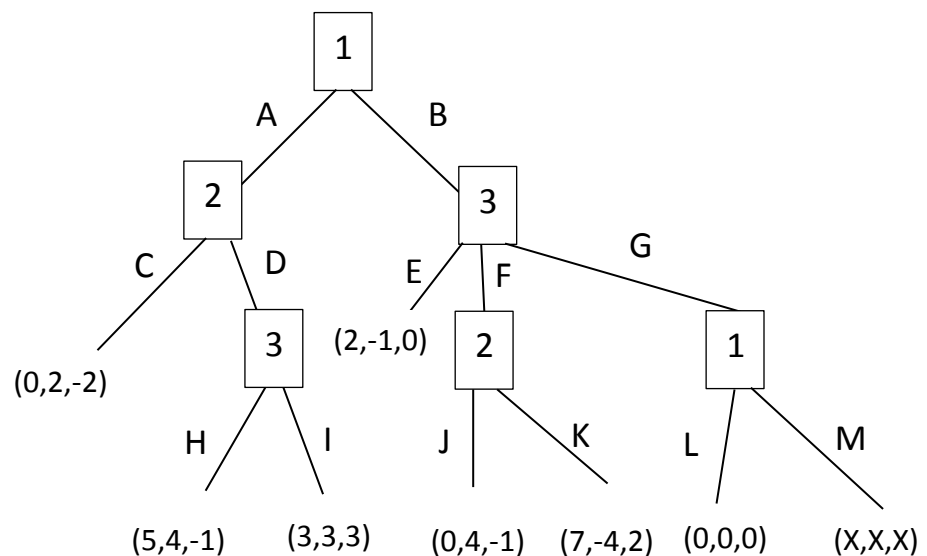 1
A B
2 3
C D E F G
3 2 1
(0,2,-2) (2,-1,0)
H I J K L M
(5,4,-1) (3,3,3) (0,4,-1) (7,-4,2) (0,0,0) (X,X,X)